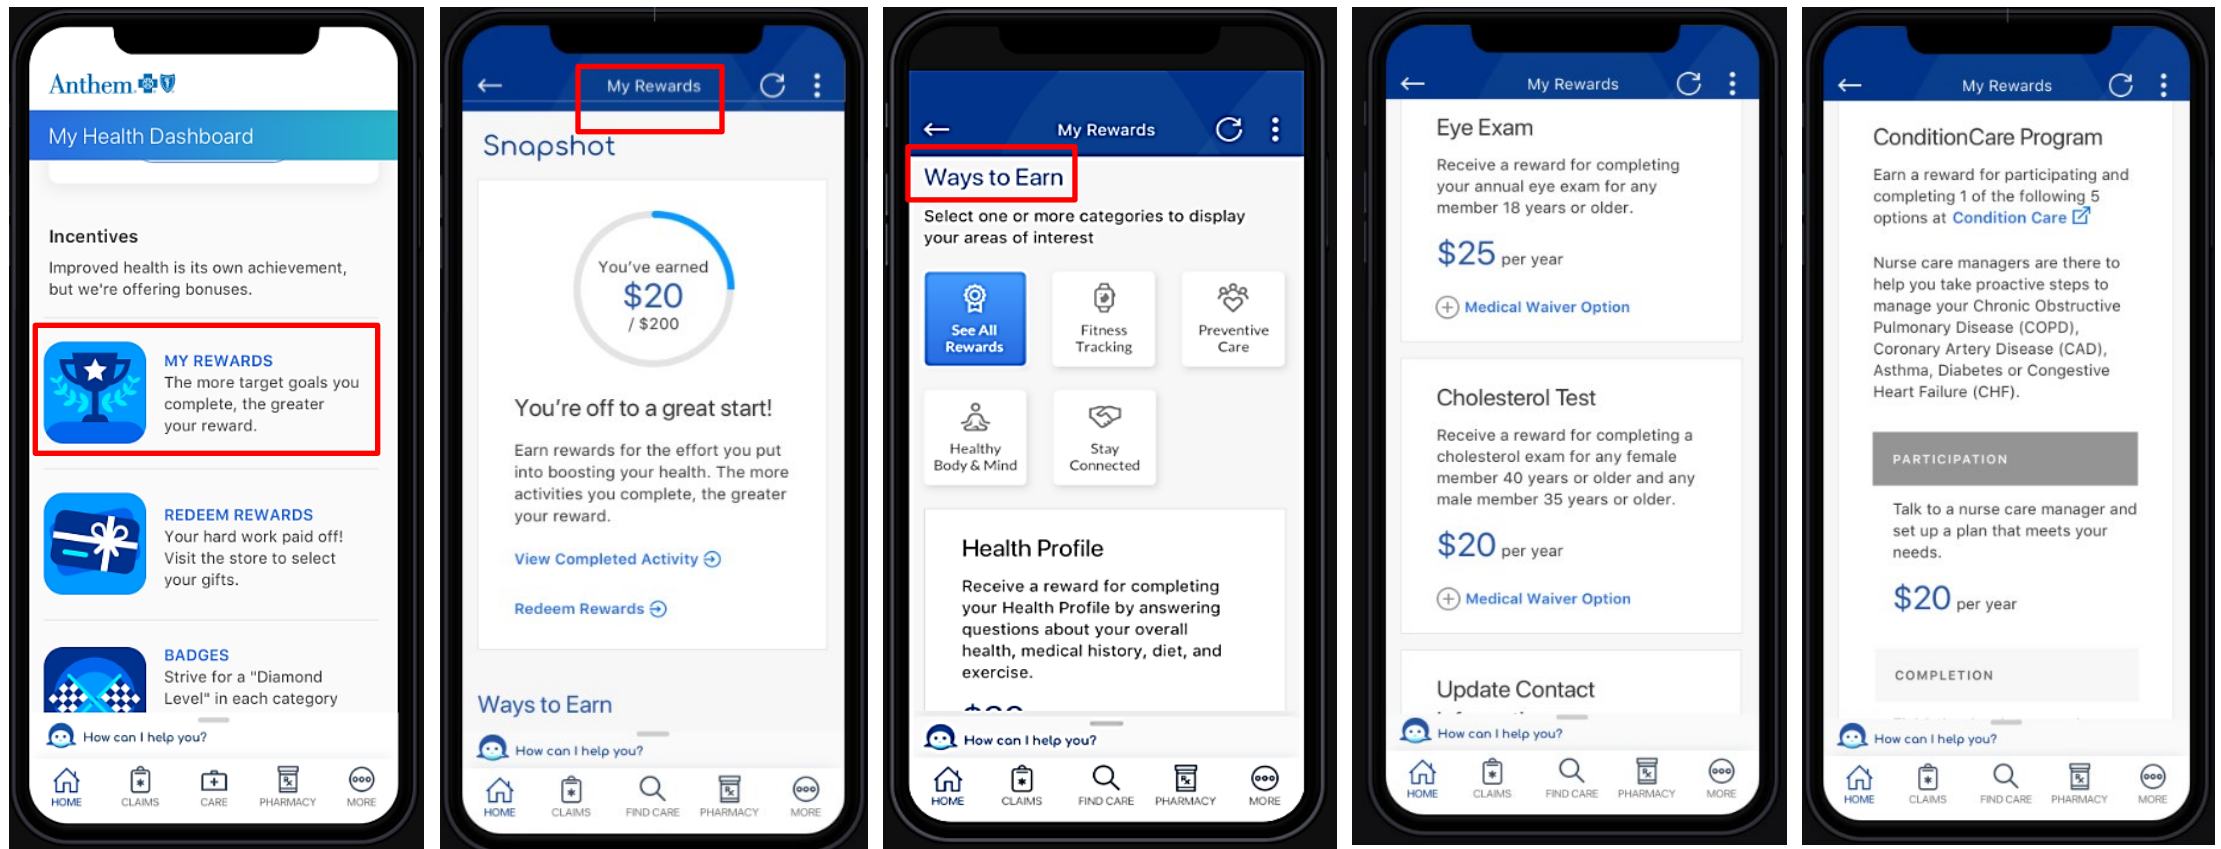 Anthem
My Health Dashboard
Incentives
Improved health is its own achievement,
but we're offering bonuses.
MY REWARDS
The more target goals you
complete, the greater
your reward.
REDEEM REWARDS
Your hard work paid off!
Visit the store to select
your gifts.
BADGES
Strive for a "Diamond
Level" in each category
How can I help you?
HOME
CLAIMS
CARE
PHARMACY
MORE
My Rewards
Snapshot
You've earned
$20
/ $200
You're off to a great start!
Earn rewards for the effort you put
into boosting your health. The more
activities you complete, the greater
your reward.
View Completed Activity
Redeem Rewards
Ways to Earn
How can I help you?
HOME
CLAIMS
FIND CARE
PHARMACY
MORE
My Rewards
Ways to Earn
Select one or more categories to display
your areas of interest
See All
Rewards
Fitness
Tracking
Preventive
Care
Healthy
Body & Mind
Stay
Connected
Health Profile
Receive a reward for completing
your Health Profile by answering
questions about your overall
health, medical history, diet, and
exercise.
How can I help you?
HOME
CLAIMS
FIND CARE
PHARMACY
MORE
My Rewards
Eye Exam
Receive a reward for completing
your annual eye exam for any
member 18 years or older.
$25 per year
Medical Waiver Option
Cholesterol Test
Receive a reward for completing a
cholesterol exam for any female
member 40 years or older and any
male member 35 years or older.
$20 per year
Medical Waiver Option
Update Contact
How can I help you?
HOME
CLAIMS
FIND CARE
PHARMACY
MORE
My Rewards
ConditionCare Program
Earn a reward for participating and
completing 1 of the following 5
options at Condition Care
Nurse care managers are there to
help you take proactive steps to
manage your Chronic Obstructive
Pulmonary Disease (COPD),
Coronary Artery Disease (CAD),
Asthma, Diabetes or Congestive
Heart Failure (CHF).
PARTICIPATION
Talk to a nurse care manager and
set up a plan that meets your
needs.
$20 per year
COMPLETION
How can I help you?
HOME
CLAIMS
FIND CARE
PHARMACY
MORE